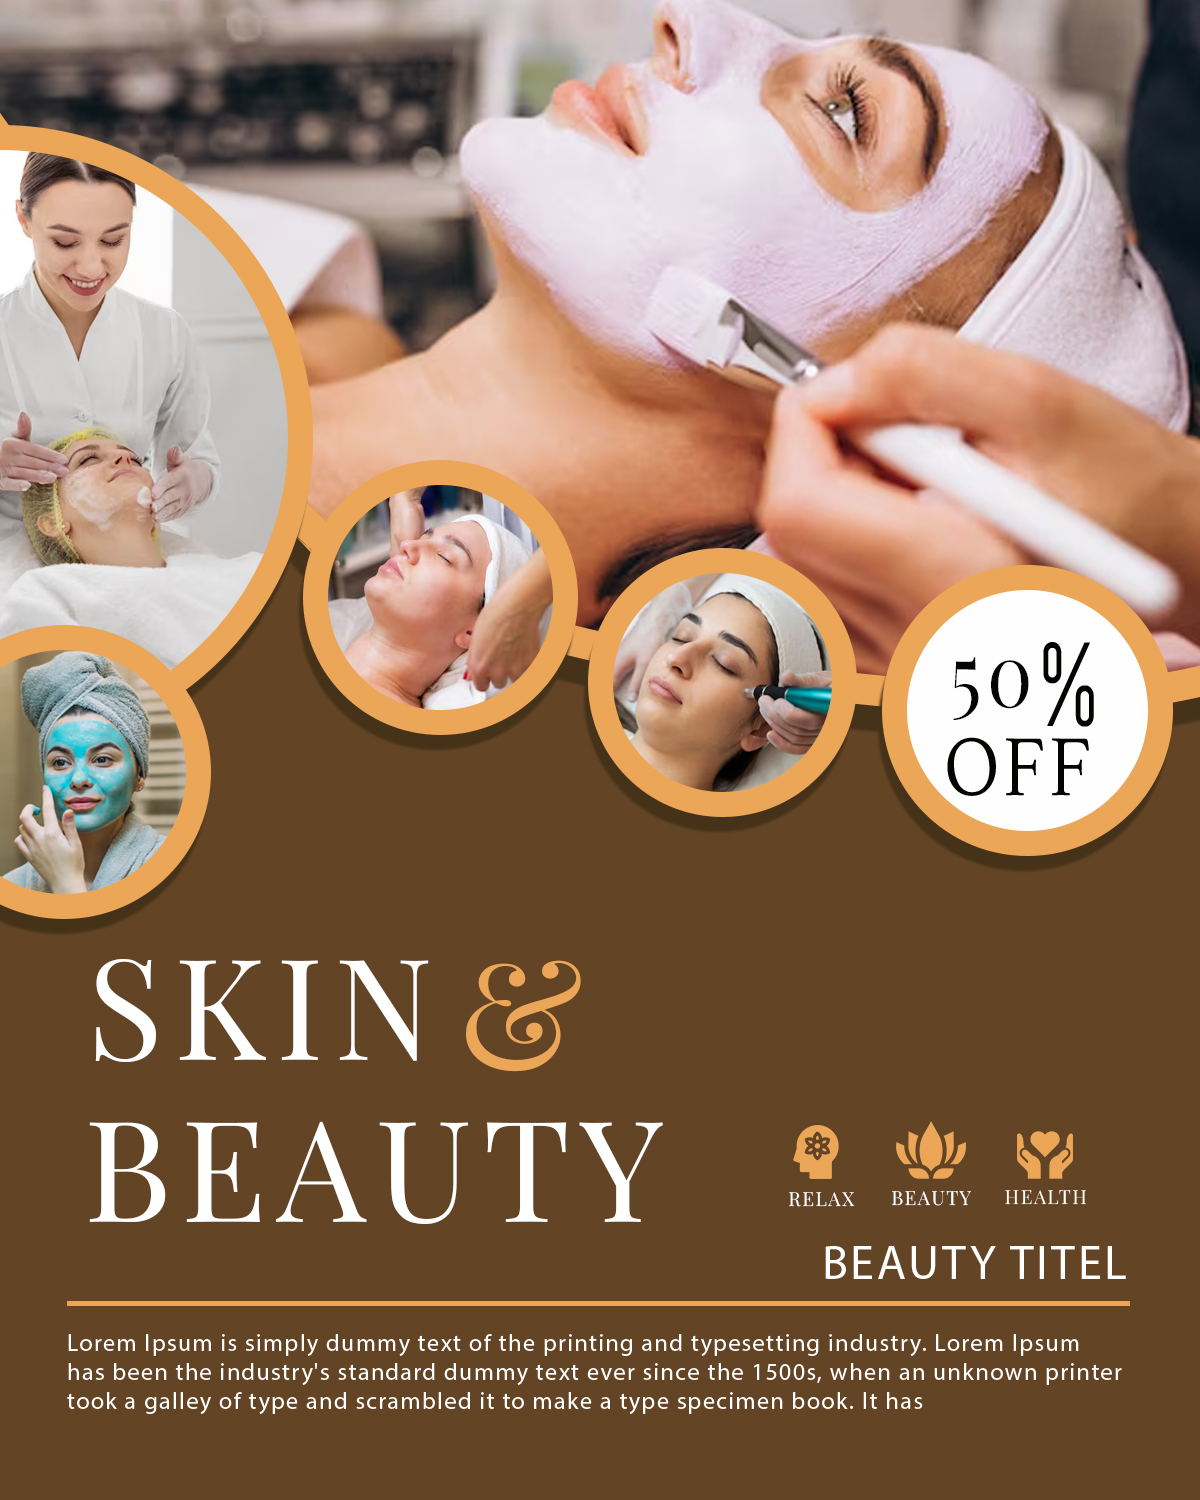 50%
OFF
SKIN &
BEAUTY
RELAX BEAUTY HEALTH
BEAUTY TITEL
Lorem Ipsum is simply dummy text of the printing and typesetting industry. Lorem Ipsum
has been the industry's standard dummy text ever since the 1500s, when an unknown printer
took a galley of type and scrambled it to make a type specimen book. It has